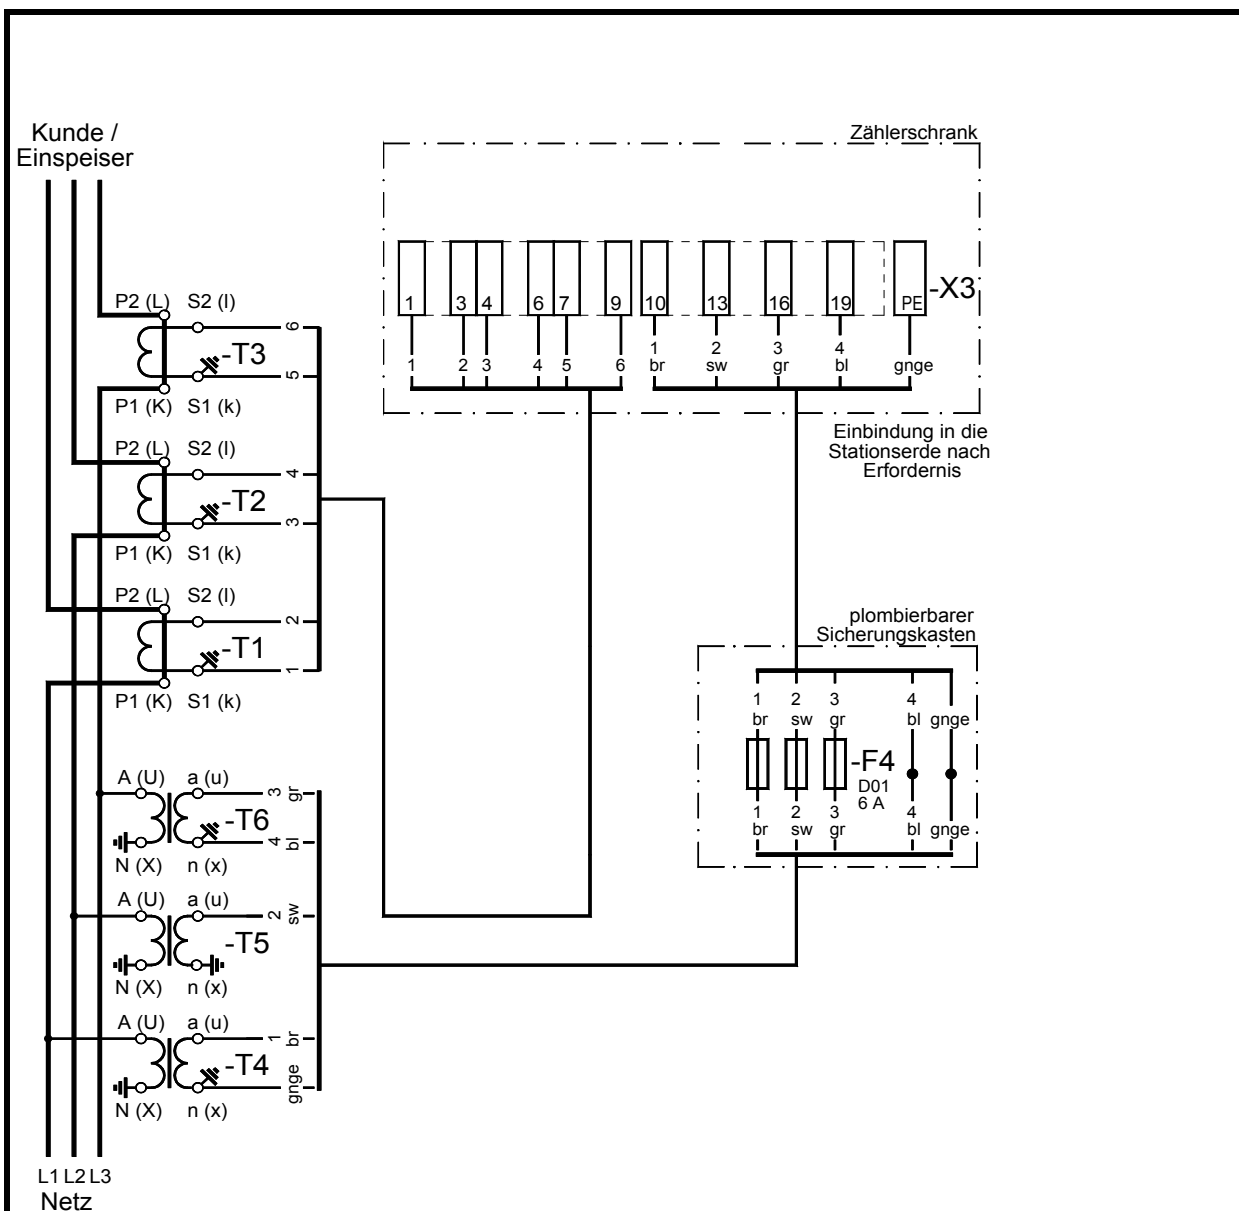 Kunde /
Einspeiser
Zählerschrank
1 3 4 6 7 9 10 13 16 19 PE
-X3
1 2 3 4 5 6
1 2 3 4
br sw gr bl gnge
Einbindung in die
Stationserde nach
Erfordernis
P2 (L) S2 (l)
6
-T3
5
P1 (K) S1 (k)
P2 (L) S2 (l)
4
-T2
3
P1 (K) S1 (k)
P2 (L) S2 (l)
2
-T1
1
P1 (K) S1 (k)
plombierbarer
Sicherungskasten
1 2 3 4
br sw gr bl gnge
-F4
D01
6 A
1 2 3 4
br sw gr bl gnge
A (U) a (u)
3 gr
-T6
4 bl
N (X) n (x)
A (U) a (u)
2 sw
-T5
N (X) n (x)
A (U) a (u)
1 br
-T4
gnge
N (X) n (x)
L1 L2 L3
Netz